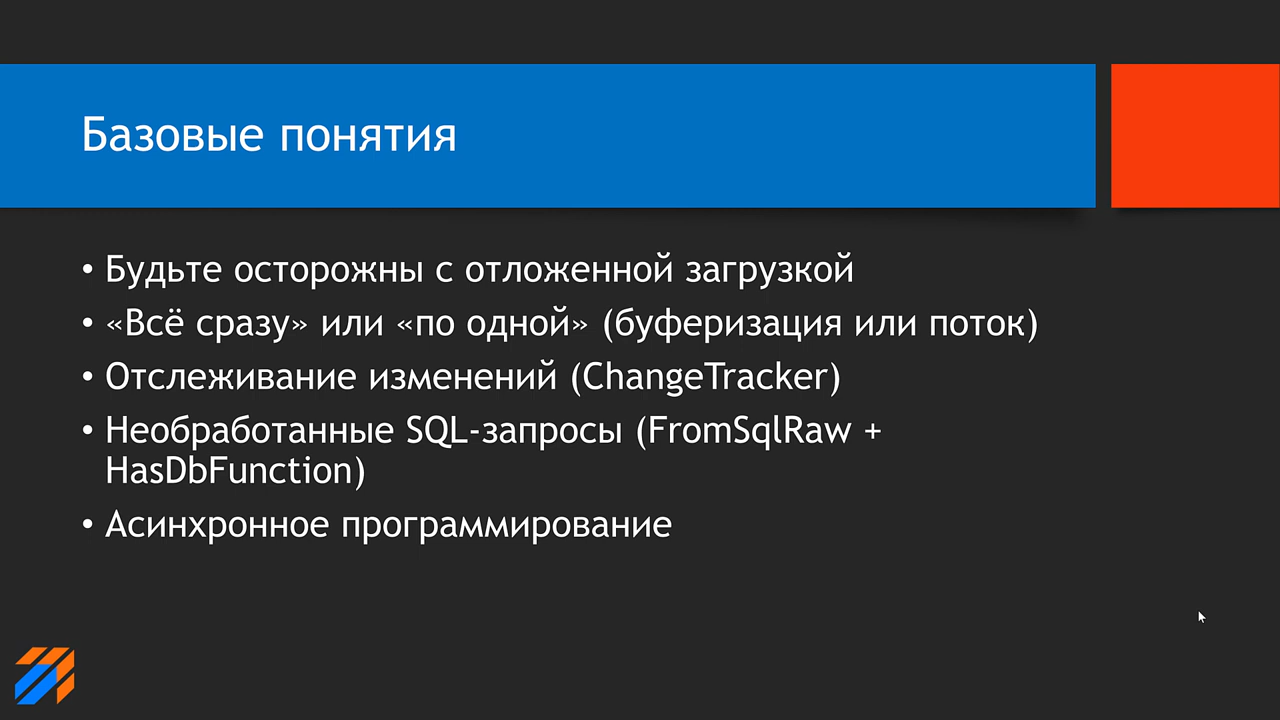 Базовые понятия
• Будьте осторожны с отложенной загрузкой
• «Всё сразу» или «по одной» (буферизация или поток)
• Отслеживание изменений (ChangeTracker)
• Необработанные SQL-запросы (FromSqlRaw +
HasDbFunction)
• Асинхронное программирование